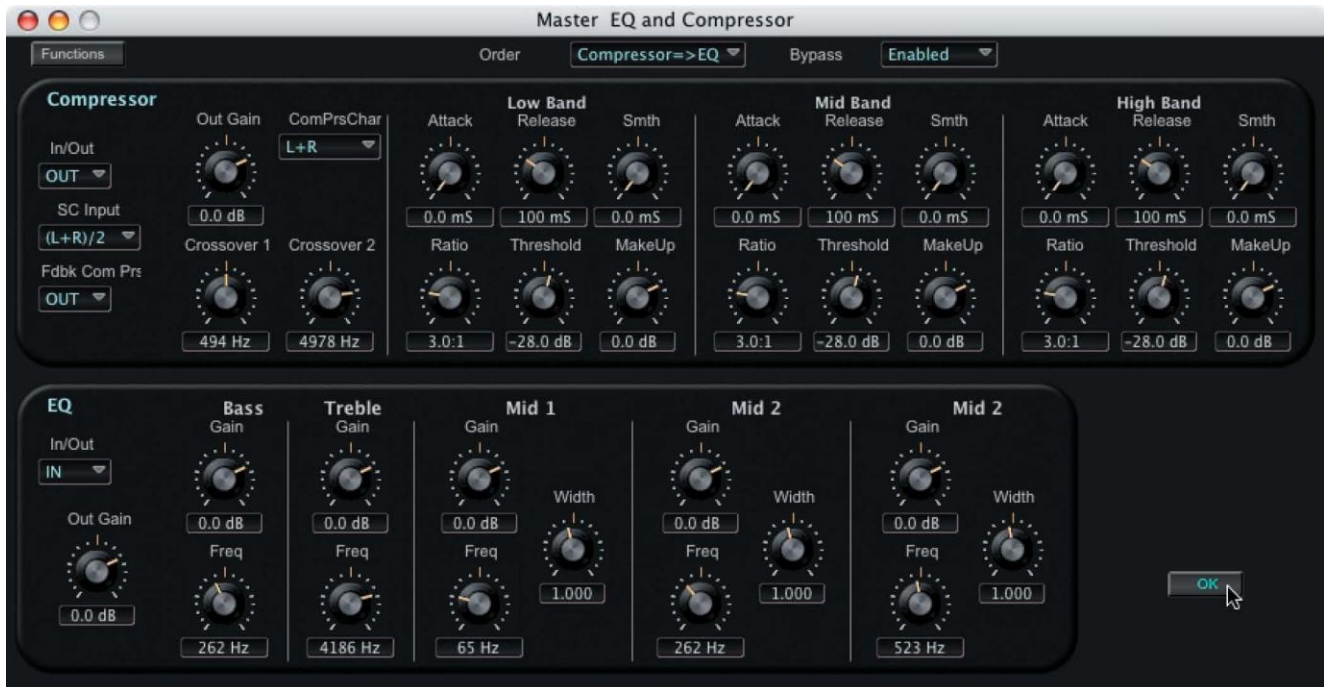 Master EQ and Compressor
Functions
Order Compressor=>EQ Bypass Enabled
Compressor
In/Out
OUT
SC Input
(L+R)/2
Fdbk Com Prs
OUT
Out Gain
0.0 dB
ComPrsChar
L+R
Crossover 1
494 Hz
Crossover 2
4978 Hz
Low Band
Attack Release Smth
0.0 mS 100 mS 0.0 mS
Ratio Threshold MakeUp
3.0:1 -28.0 dB 0.0 dB
Mid Band
Attack Release Smth
0.0 mS 100 mS 0.0 mS
Ratio Threshold MakeUp
3.0:1 -28.0 dB 0.0 dB
High Band
Attack Release Smth
0.0 mS 100 mS 0.0 mS
Ratio Threshold MakeUp
3.0:1 -28.0 dB 0.0 dB
EQ
In/Out
IN
Out Gain
0.0 dB
Bass
Gain
0.0 dB
Freq
262 Hz
Treble
Gain
0.0 dB
Freq
4186 Hz
Mid 1
Gain
0.0 dB
Width
1.000
Freq
65 Hz
Mid 2
Gain
0.0 dB
Width
1.000
Freq
262 Hz
Mid 2
Gain
0.0 dB
Width
1.000
Freq
523 Hz
OK